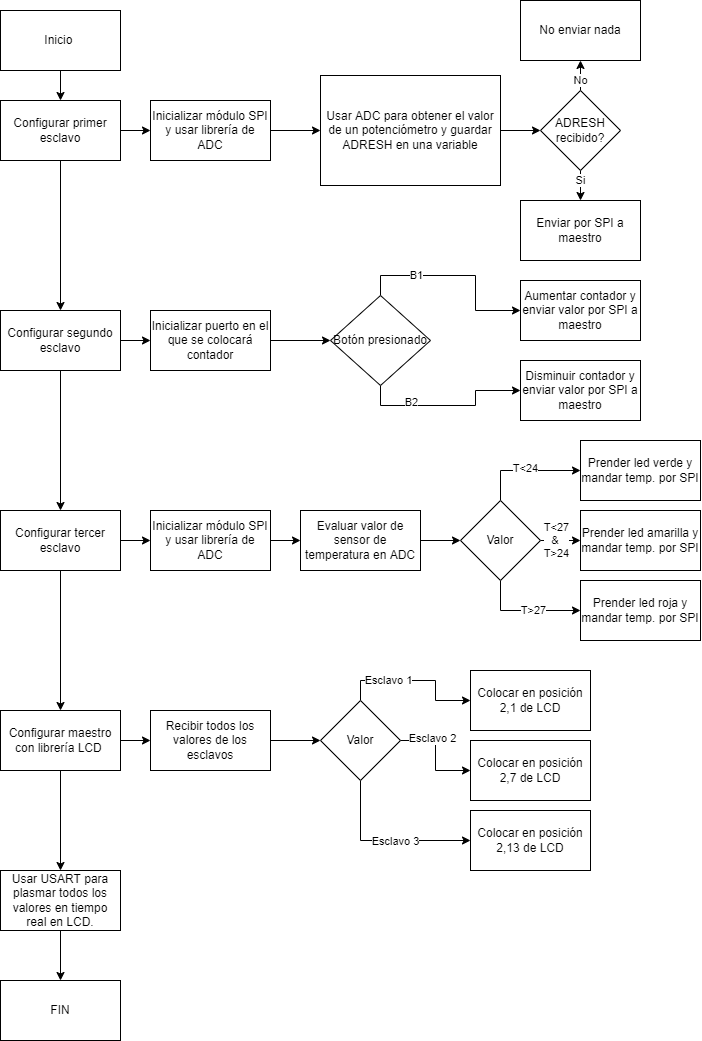 Inicio
No enviar nada
No
Configurar primer
esclavo
Inicializar módulo SPI
y usar librería de
ADC
Usar ADC para obtener el valor
de un potenciómetro y guardar
ADRESH en una variable
ADRESH
recibido?
Si
Enviar por SPI a
maestro
Configurar segundo
esclavo
Inicializar puerto en el
que se colocará
contador
Botón presionado
B1
Aumentar contador y
enviar valor por SPI a
maestro
B2
Disminuir contador y
enviar valor por SPI a
maestro
Configurar tercer
esclavo
Inicializar módulo SPI
y usar librería de
ADC
Evaluar valor de
sensor de
temperatura en ADC
Valor
T<24
Prender led verde y
mandar temp. por SPI
T<27
&
T>24
Prender led amarilla y
mandar temp. por SPI
T>27
Prender led roja y
mandar temp. por SPI
Configurar maestro
con librería LCD
Recibir todos los
valores de los
esclavos
Valor
Esclavo 1
Colocar en posición
2,1 de LCD
Esclavo 2
Colocar en posición
2,7 de LCD
Esclavo 3
Colocar en posición
2,13 de LCD
Usar USART para
plasmar todos los
valores en tiempo
real en LCD.
FIN